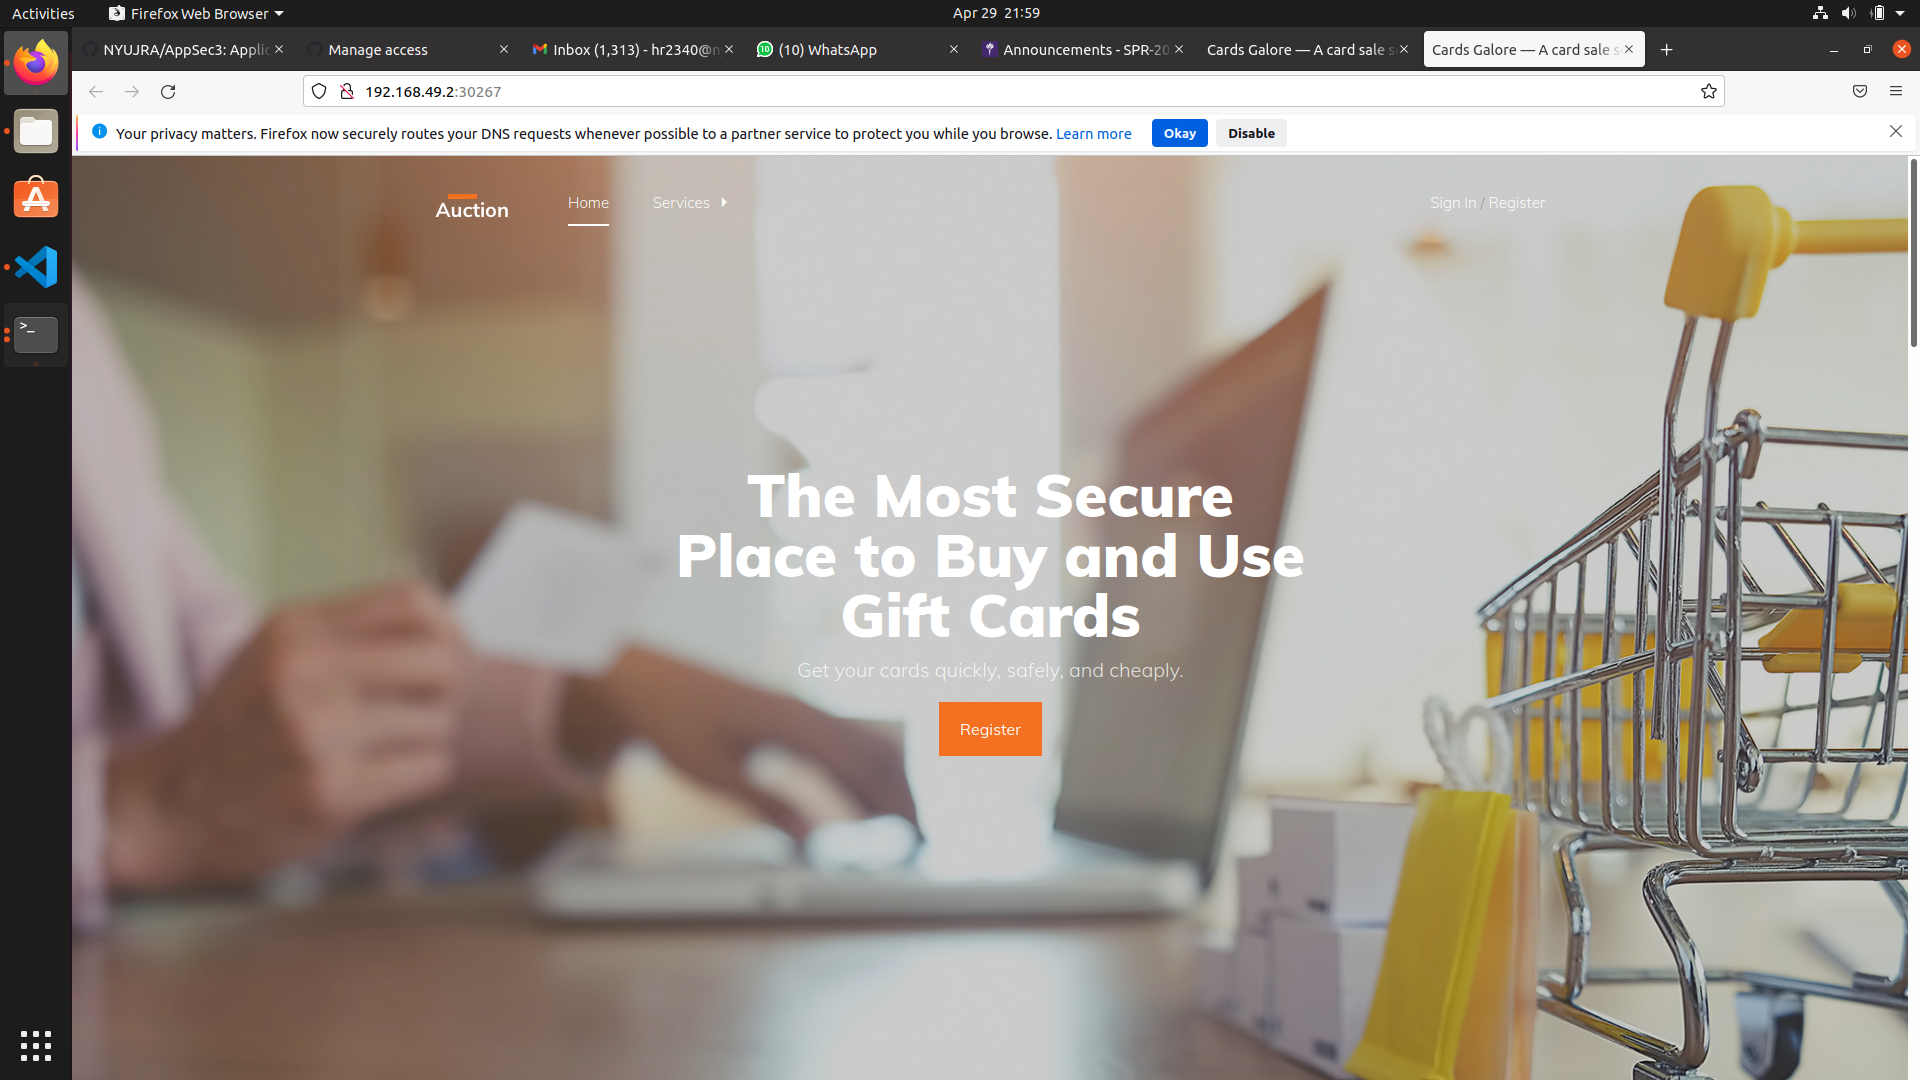 Activities
Firefox Web Browser
Apr 29 21:59
NYUJRA/AppSec3: Applic
Manage access
Inbox (1,313) - hr2340@n
(10) WhatsApp
Announcements - SPR-20
Cards Galore — A card sale s
Cards Galore — A card sale s
192.168.49.2:30267
Your privacy matters. Firefox now securely routes your DNS requests whenever possible to a partner service to protect you while you browse. Learn more
Okay
Disable
Auction
Home
Services
Sign In / Register
The Most Secure
Place to Buy and Use
Gift Cards
Get your cards quickly, safely, and cheaply.
Register